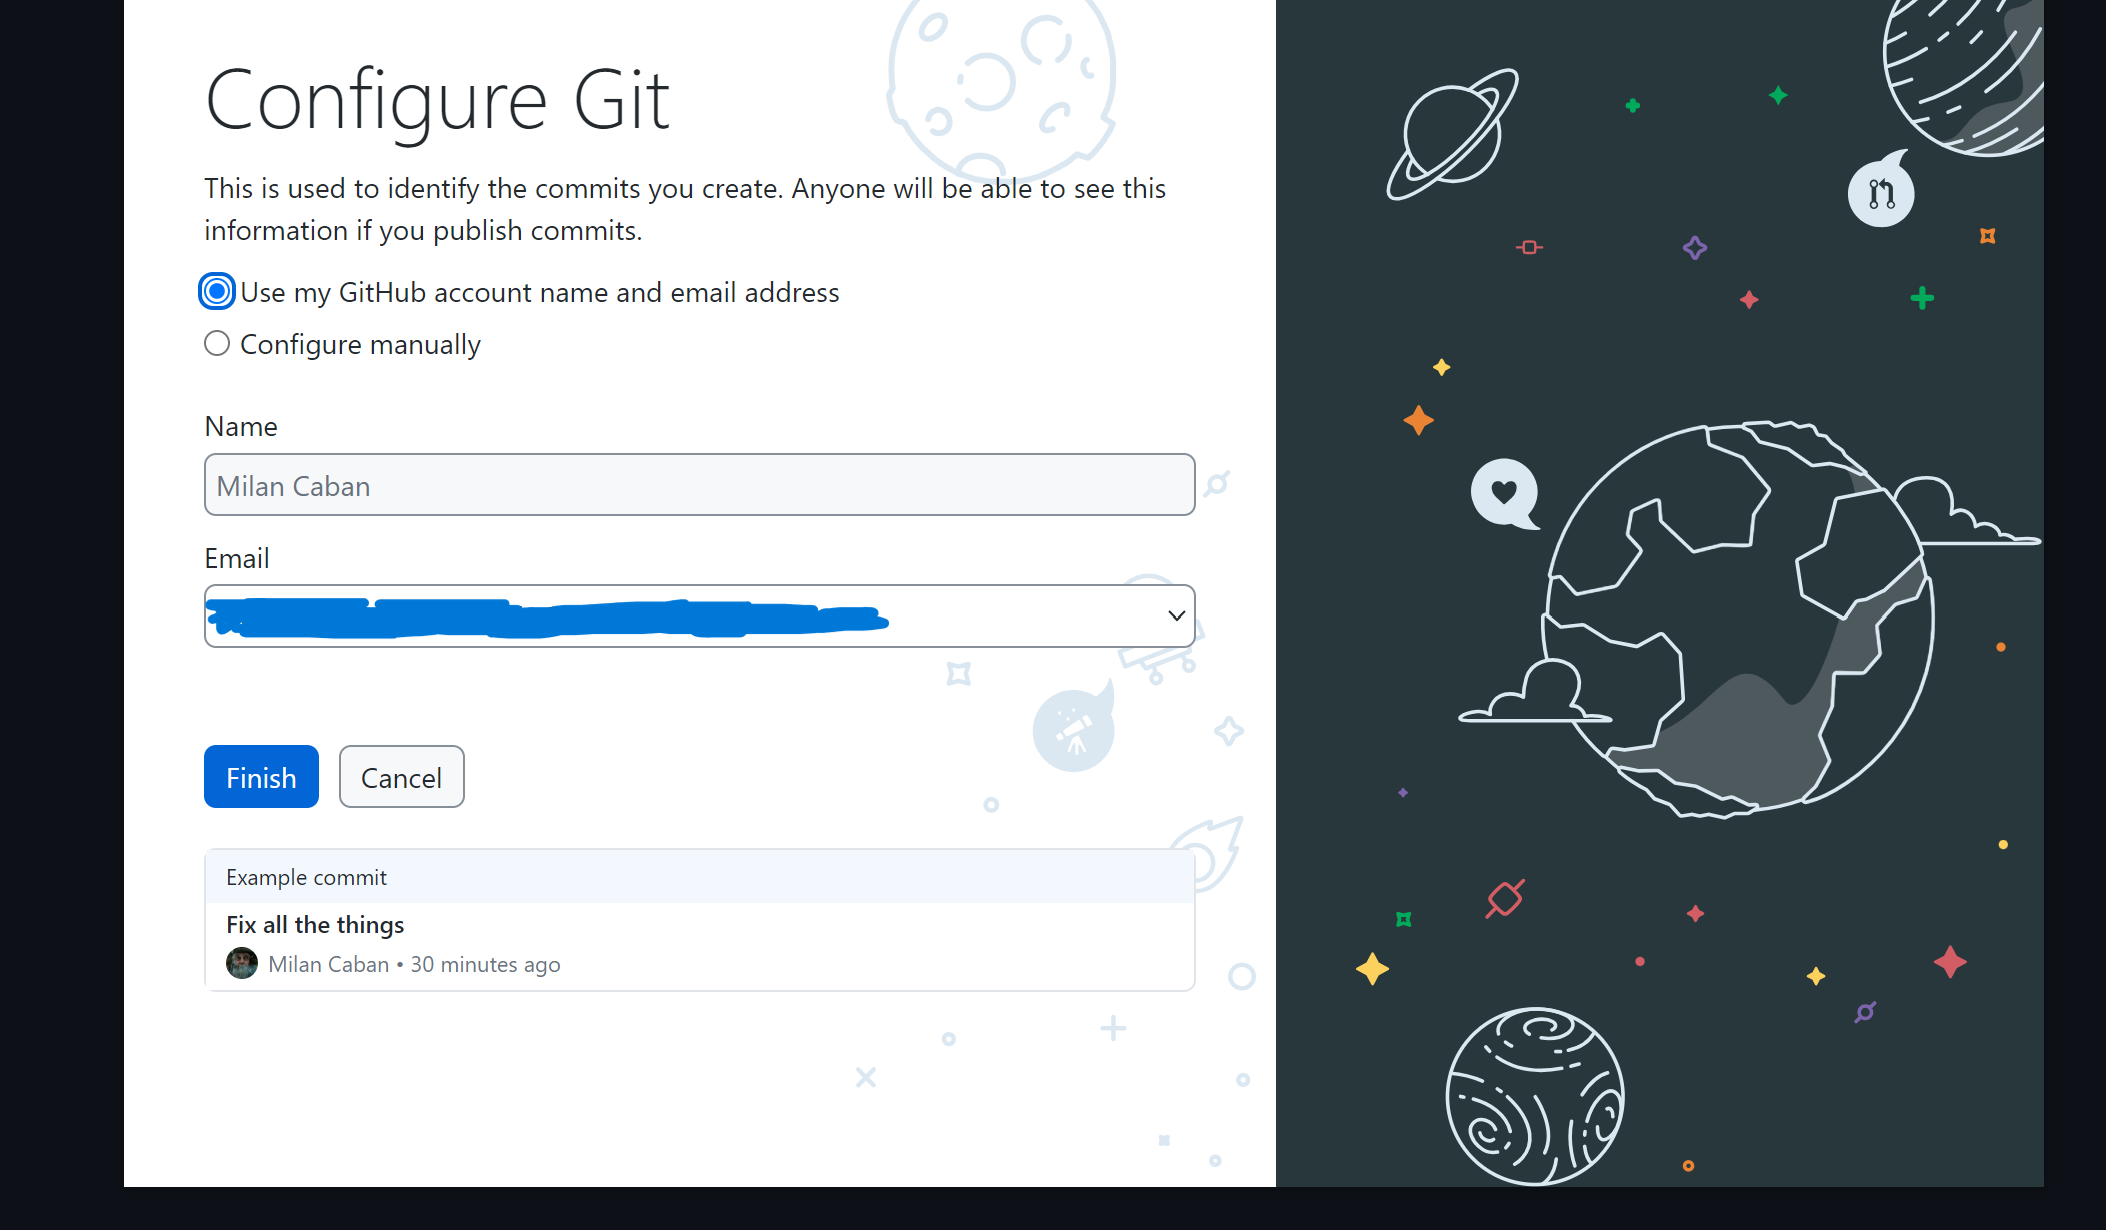 Configure Git
This is used to identify the commits you create. Anyone will be able to see this
information if you publish commits.
Use my GitHub account name and email address
Configure manually
Name
Milan Caban
Email
Finish
Cancel
Example commit
Fix all the things
Milan Caban • 30 minutes ago